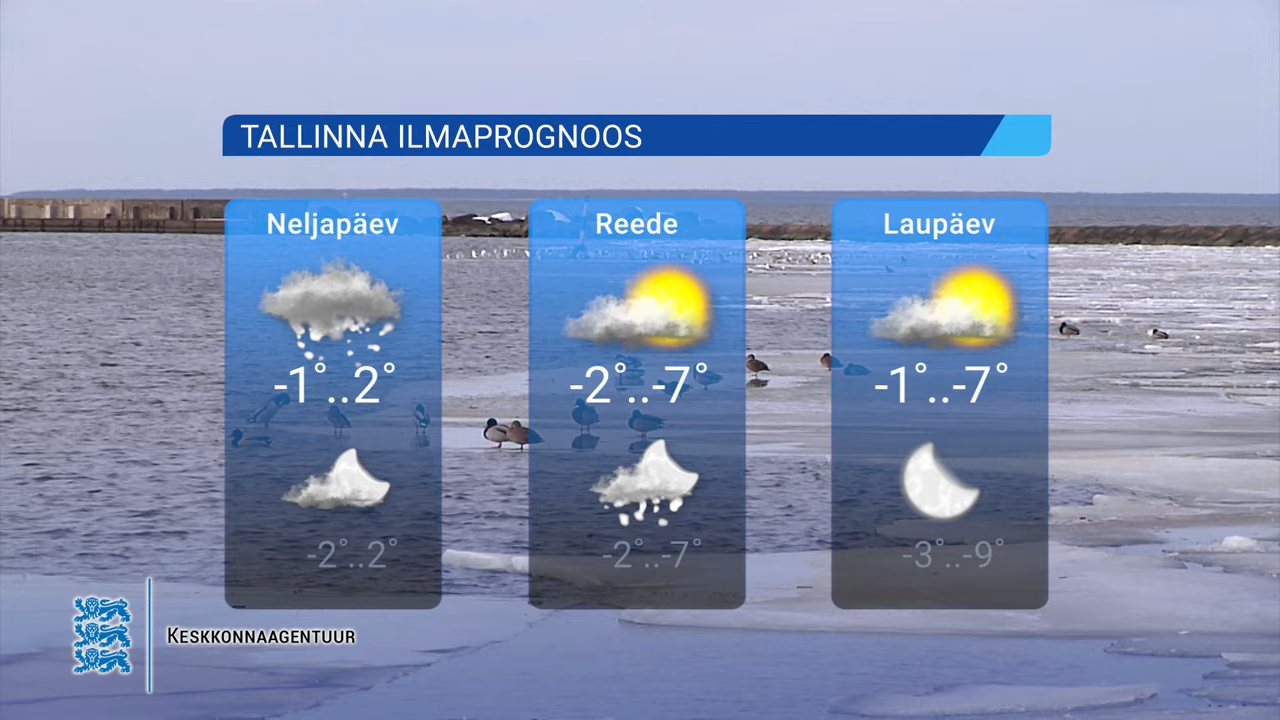 TALLINNA ILMAPROGNOOS
Neljapäev
-1°..2°
-2°..2°
Reede
-2°..-7°
-2°..-7°
Laupäev
-1°..-7°
-3°..-9°
KESKKONNAAGENTUUR